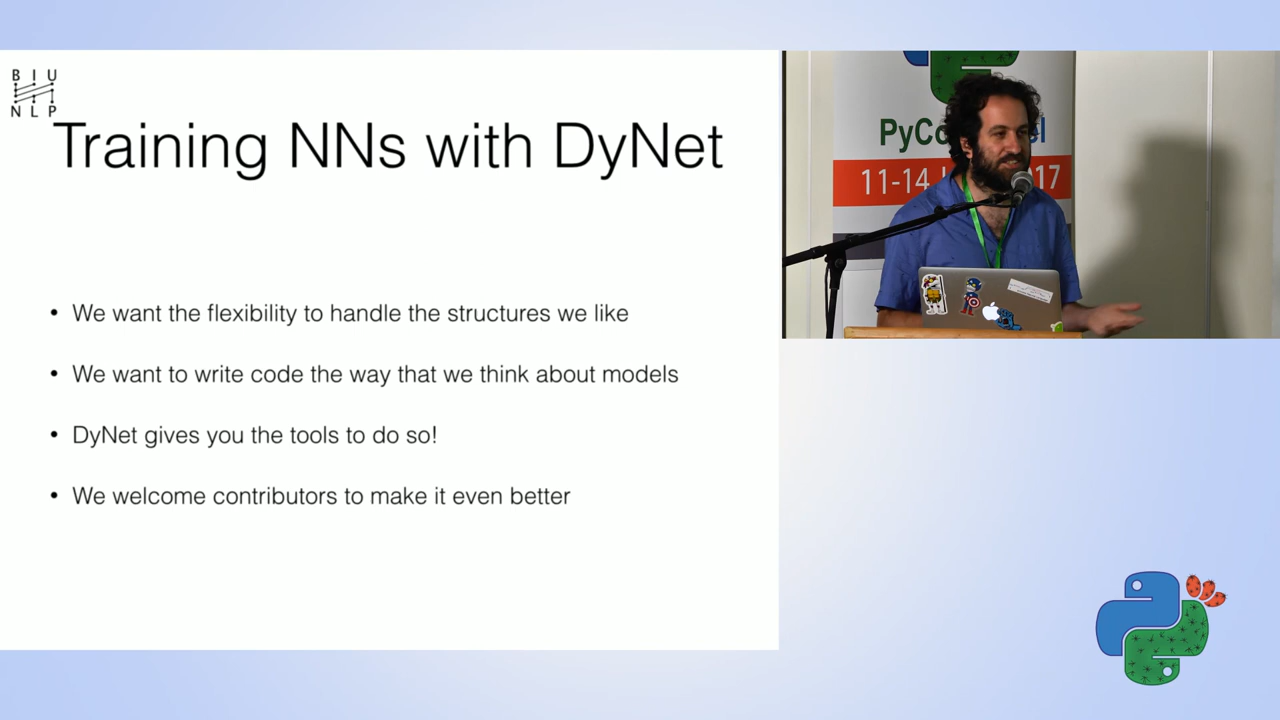 BIU
NLP
Training NNs with DyNet
• We want the flexibility to handle the structures we like
• We want to write code the way that we think about models
• DyNet gives you the tools to do so!
• We welcome contributors to make it even better
11-14